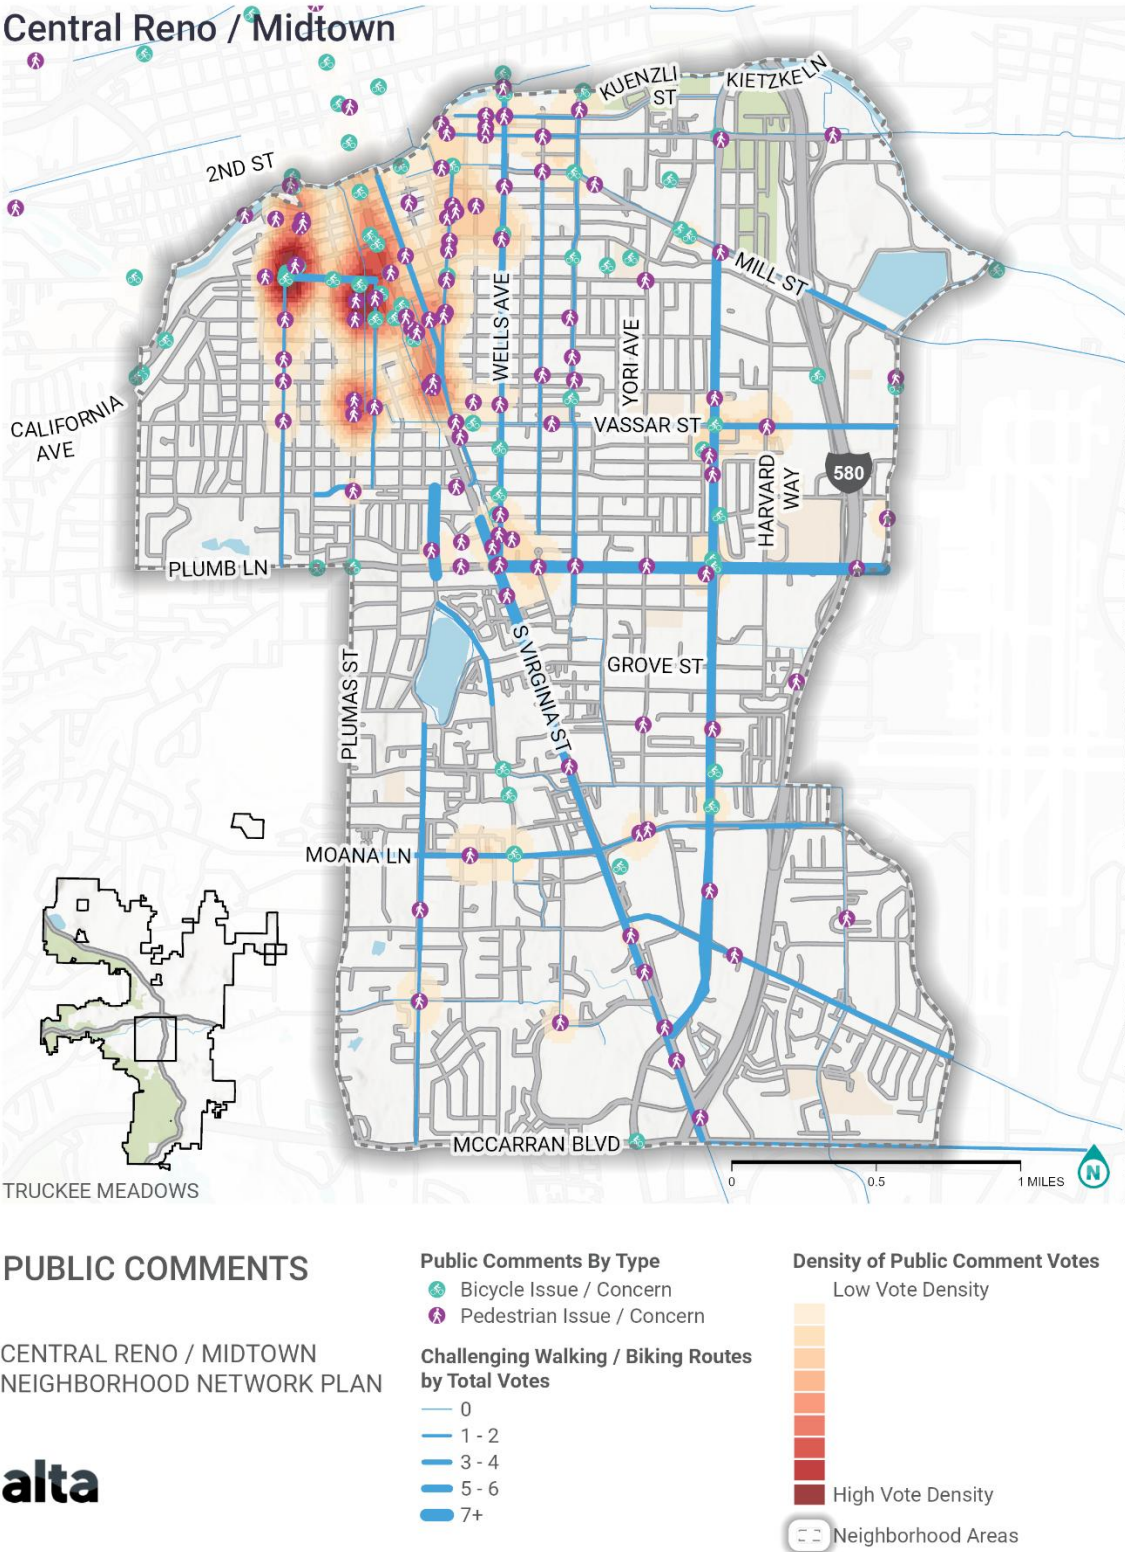 Central Reno / Midtown
KUENZLI
ST
KIETZKE LN
2ND ST
MILL ST
WELLS AVE
YORI AVE
CALIFORNIA
AVE
VASSAR ST
580
HARVARD
WAY
PLUMB LN
S VIRGINIA ST
GROVE ST
PLUMAS ST
MOANA LN
MCCARRAN BLVD
TRUCKEE MEADOWS
0
0.5
1 MILES
N
PUBLIC COMMENTS
CENTRAL RENO / MIDTOWN
NEIGHBORHOOD NETWORK PLAN
alta
Public Comments By Type
Bicycle Issue / Concern
Pedestrian Issue / Concern
Challenging Walking / Biking Routes
by Total Votes
0
1 - 2
3 - 4
5 - 6
7+
Density of Public Comment Votes
Low Vote Density
High Vote Density
Neighborhood Areas